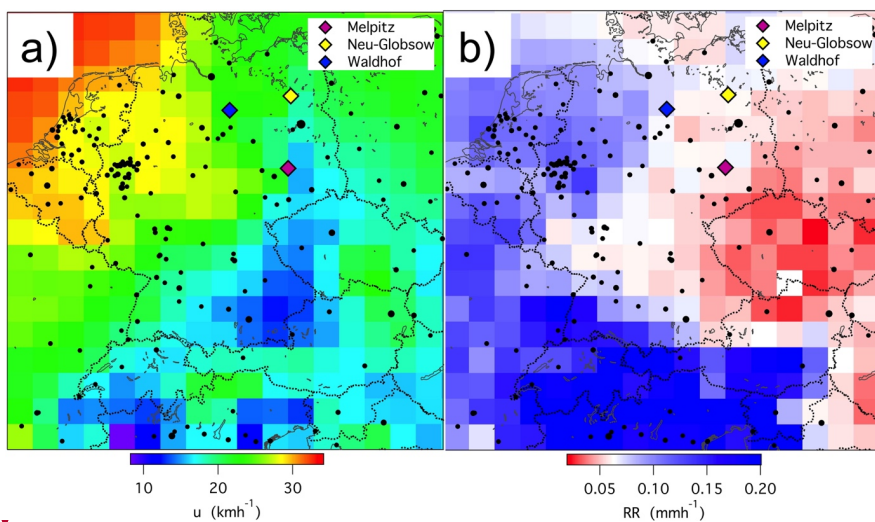 a)
Melpitz
Neu-Globsow
Waldhof
b)
Melpitz
Neu-Globsow
Waldhof
10 20 30
u (kmh⁻¹)
0.05 0.10 0.15 0.20
RR (mmh⁻¹)